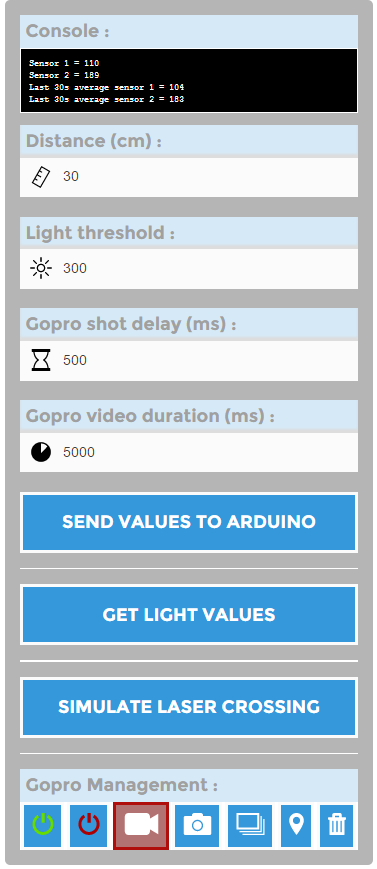 Console :
Sensor 1 = 110
Sensor 2 = 189
Last 30s average sensor 1 = 104
Last 30s average sensor 2 = 183
Distance (cm) :
30
Light threshold :
300
Gopro shot delay (ms) :
500
Gopro video duration (ms) :
5000
SEND VALUES TO ARDUINO
GET LIGHT VALUES
SIMULATE LASER CROSSING
Gopro Management :